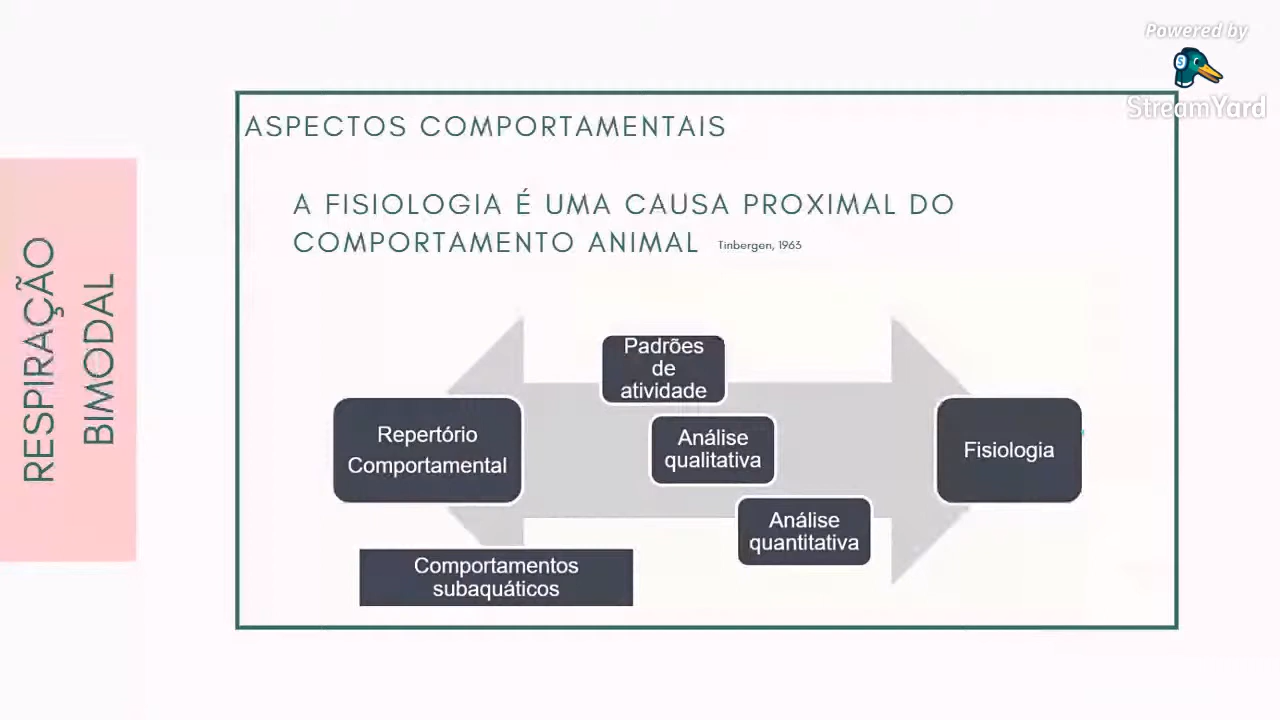 Powered by
StreamYard
ASPECTOS COMPORTAMENTAIS
A FISIOLOGIA É UMA CAUSA PROXIMAL DO
COMPORTAMENTO ANIMAL Tinbergen, 1963
RESPIRAÇÃO
BIMODAL
Padrões
de
atividade
Repertório
Comportamental
Análise
qualitativa
Fisiologia
Análise
quantitativa
Comportamentos
subaquáticos